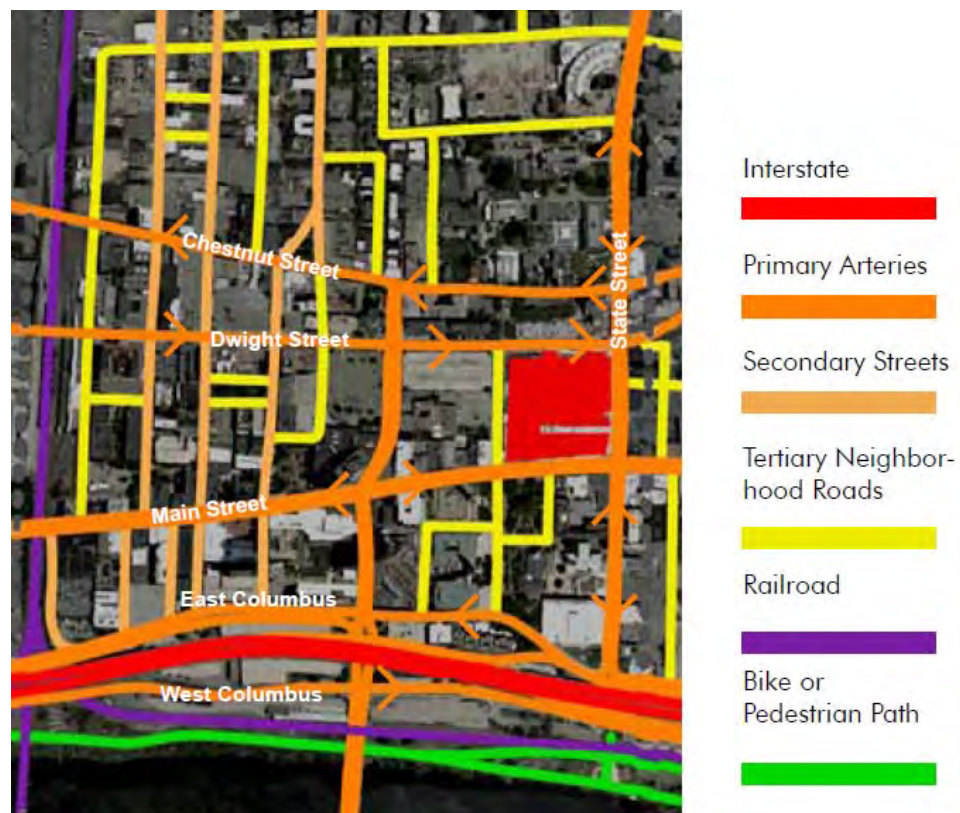 Chestnut Street
State Street
Dwight Street
Main Street
East Columbus
West Columbus
Interstate
Primary Arteries
Secondary Streets
Tertiary Neighbor-
hood Roads
Railroad
Bike or
Pedestrian Path